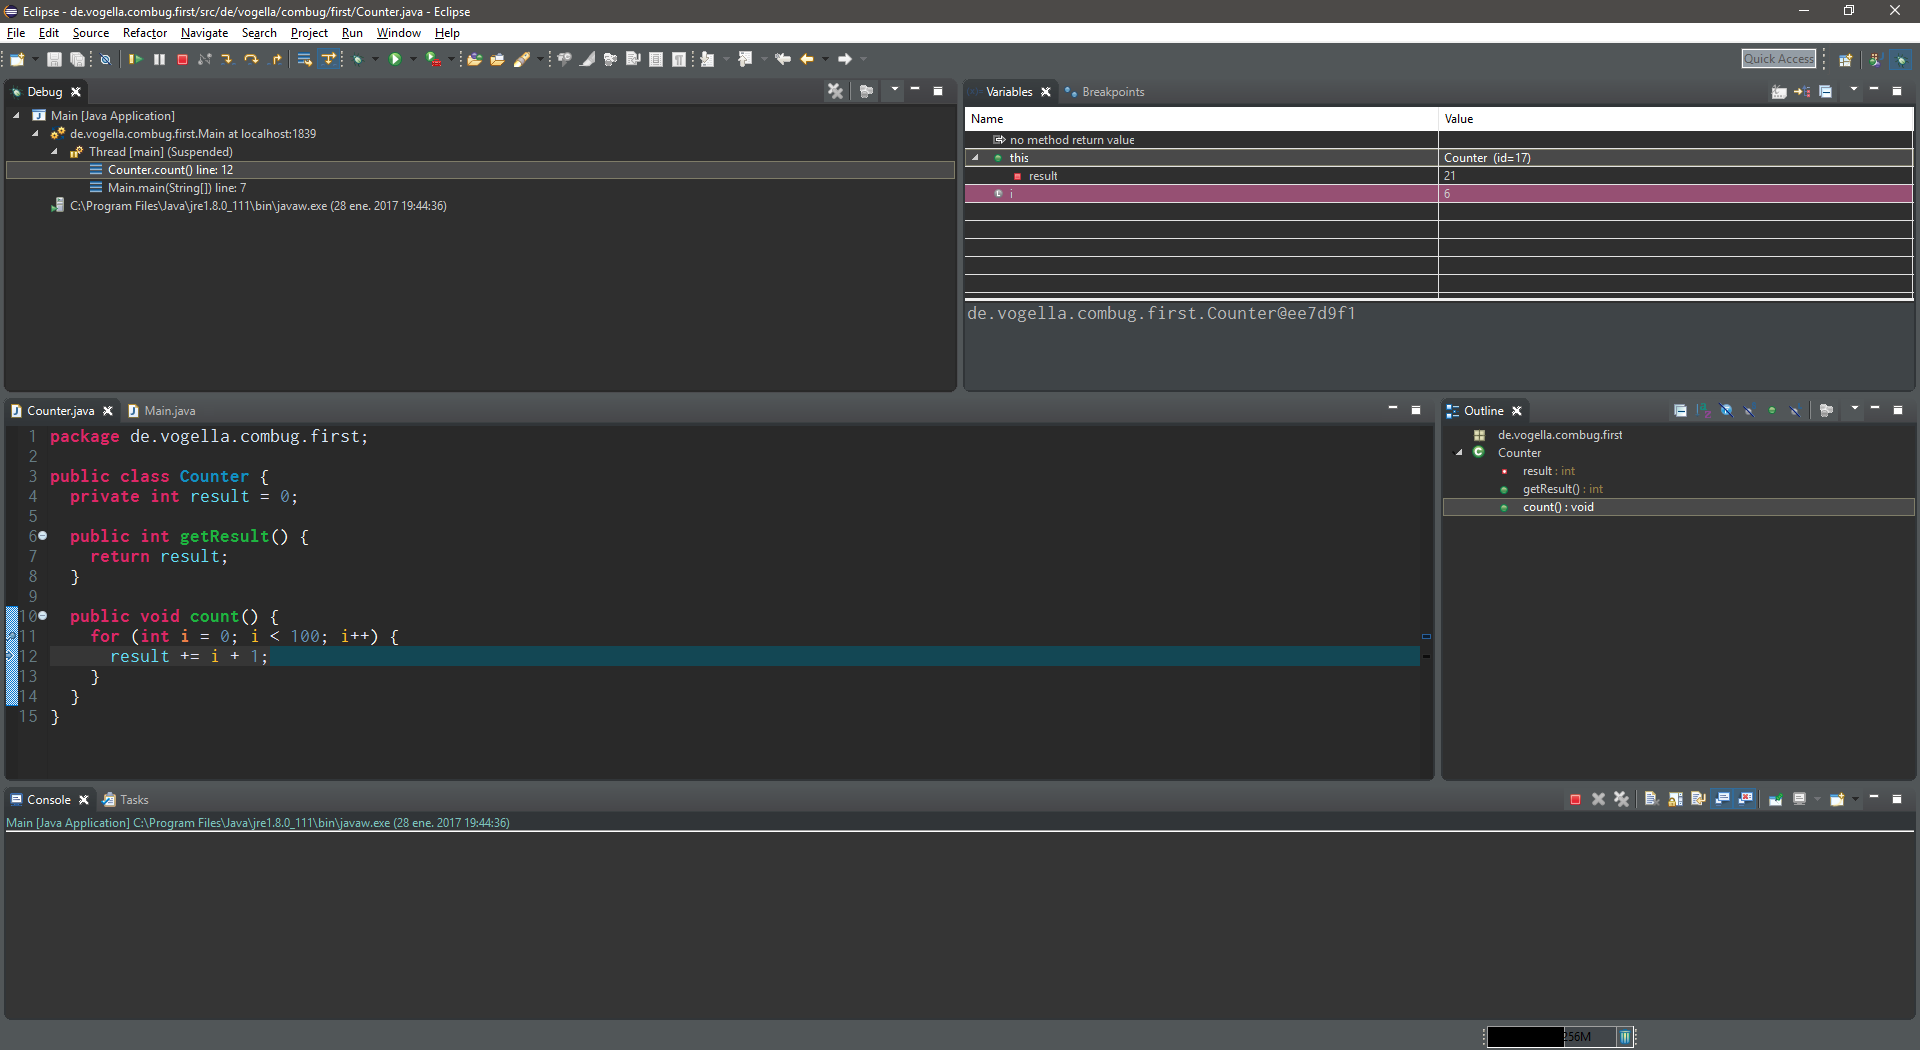 Eclipse - de.vogella.combug.first/src/de/vogella/combug/first/Counter.java - Eclipse
File Edit Source Refactor Navigate Search Project Run Window Help
Quick Access
Debug
Main [Java Application]
de.vogella.combug.first.Main at localhost:1839
Thread [main] (Suspended)
Counter.count() line: 12
Main.main(String[]) line: 7
C:\Program Files\Java\jre1.8.0_111\bin\javaw.exe (28 ene. 2017 19:44:36)
Variables Breakpoints
Name Value
no method return value
this Counter (id=17)
result 21
i 6
de.vogella.combug.first.Counter@ee7d9f1
Counter.java Main.java
1 package de.vogella.combug.first;
2
3 public class Counter {
4 private int result = 0;
5
6 public int getResult() {
7 return result;
8 }
9
10 public void count() {
11 for (int i = 0; i < 100; i++) {
12 result += i + 1;
13 }
14 }
15 }
Outline
de.vogella.combug.first
Counter
result : int
getResult() : int
count() : void
Console Tasks
Main [Java Application] C:\Program Files\Java\jre1.8.0_111\bin\javaw.exe (28 ene. 2017 19:44:36)